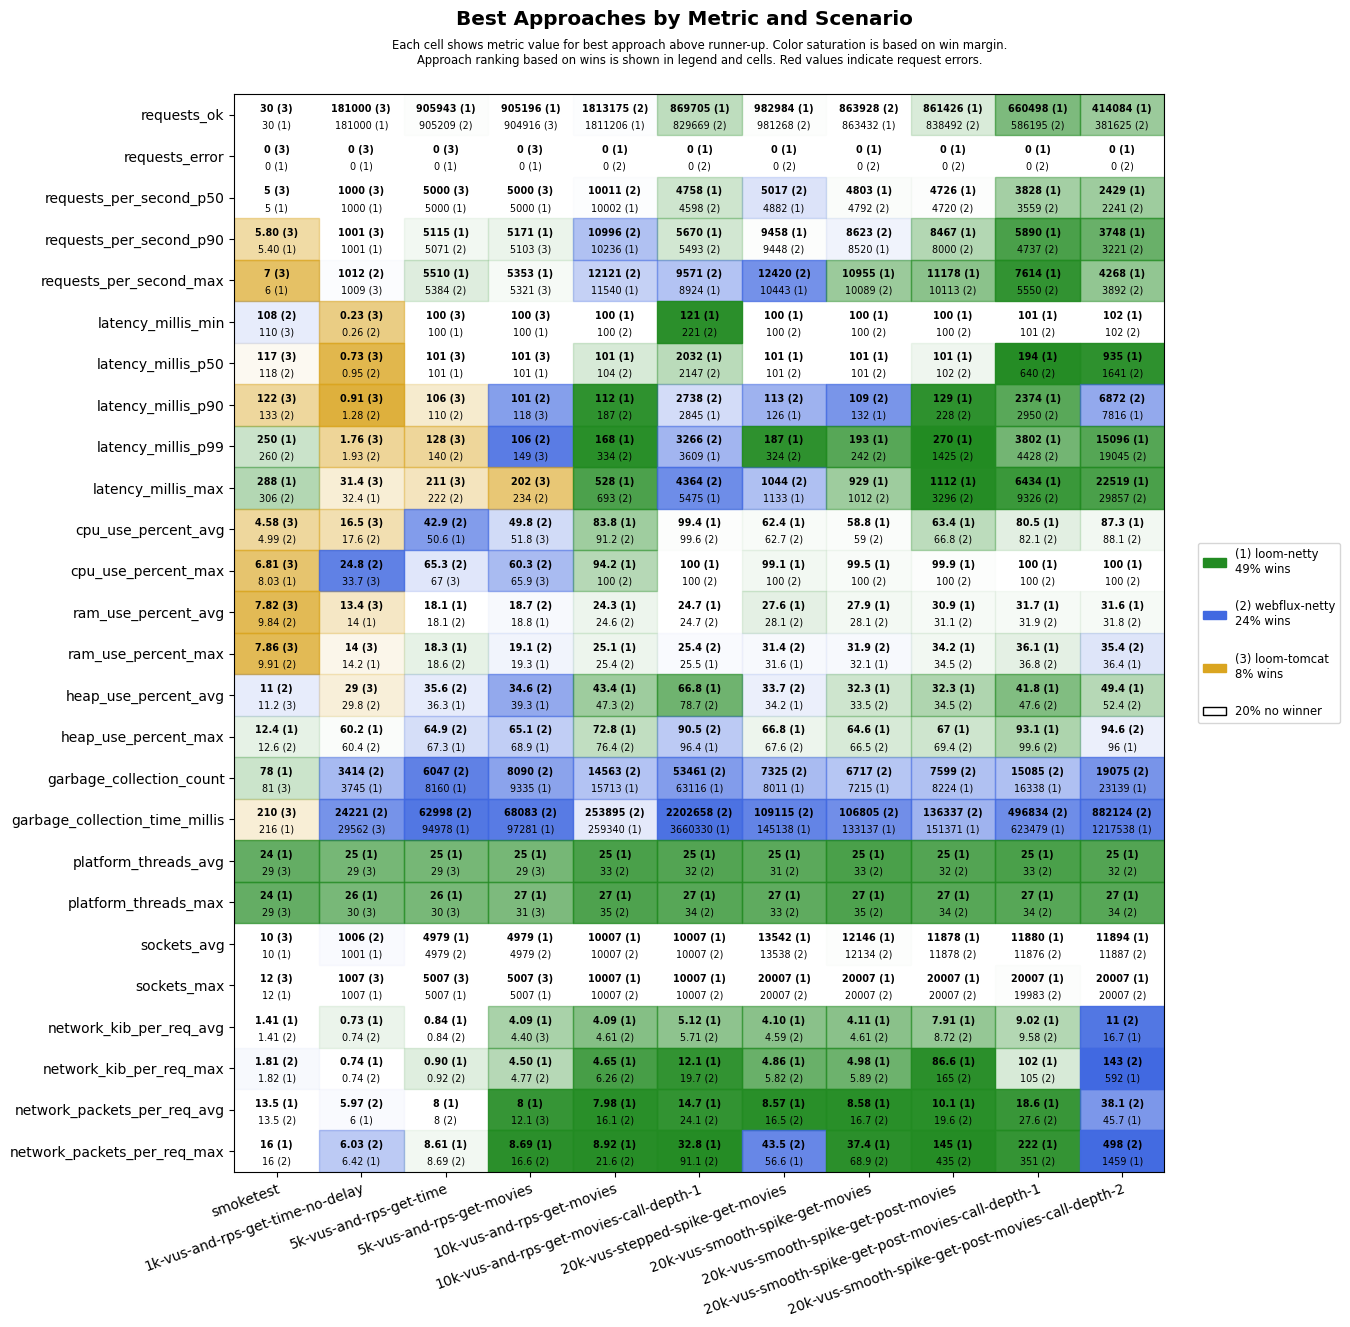 Best Approaches by Metric and Scenario
Each cell shows metric value for best approach above runner-up. Color saturation is based on win margin.
Approach ranking based on wins is shown in legend and cells. Red values indicate request errors.
requests_ok
30 (3) 181000 (3) 905943 (1) 905196 (1) 1813175 (2) 869705 (1) 982984 (1) 863928 (2) 861426 (1) 660498 (1) 414084 (1)
30 (1) 181000 (1) 905209 (2) 904916 (3) 1811206 (1) 829669 (2) 981268 (2) 863432 (1) 838492 (2) 586195 (2) 381625 (2)
requests_error
0 (3) 0 (3) 0 (3) 0 (3) 0 (1) 0 (1) 0 (1) 0 (1) 0 (1) 0 (1) 0 (1)
0 (1) 0 (1) 0 (1) 0 (1) 0 (2) 0 (2) 0 (2) 0 (2) 0 (2) 0 (2) 0 (2)
requests_per_second_p50
5 (3) 1000 (3) 5000 (3) 5000 (3) 10011 (2) 4758 (1) 5017 (2) 4803 (1) 4726 (1) 3828 (1) 2429 (1)
5 (1) 1000 (1) 5000 (1) 5000 (1) 10002 (1) 4598 (2) 4882 (1) 4792 (2) 4720 (2) 3559 (2) 2241 (2)
requests_per_second_p90
5.80 (3) 1001 (3) 5115 (1) 5171 (1) 10996 (2) 5670 (1) 9458 (1) 8623 (2) 8467 (1) 5890 (1) 3748 (1)
5.40 (1) 1001 (1) 5071 (2) 5103 (3) 10236 (1) 5493 (2) 9448 (2) 8520 (1) 8000 (2) 4737 (2) 3221 (2)
requests_per_second_max
7 (3) 1012 (2) 5510 (1) 5353 (1) 12121 (2) 9571 (2) 12420 (2) 10955 (1) 11178 (1) 7614 (1) 4268 (1)
6 (1) 1009 (3) 5384 (2) 5321 (3) 11540 (1) 8924 (1) 10443 (1) 10089 (2) 10113 (2) 5550 (2) 3892 (2)
latency_millis_min
108 (2) 0.23 (3) 100 (3) 100 (3) 100 (1) 121 (1) 100 (1) 100 (1) 100 (1) 101 (1) 102 (1)
110 (3) 0.26 (2) 100 (1) 100 (1) 100 (2) 221 (2) 100 (2) 100 (2) 100 (2) 101 (2) 102 (2)
latency_millis_p50
117 (3) 0.73 (3) 101 (3) 101 (3) 101 (1) 2032 (1) 101 (1) 101 (1) 101 (1) 194 (1) 935 (1)
118 (2) 0.95 (2) 101 (1) 101 (1) 104 (2) 2147 (2) 101 (2) 101 (2) 102 (2) 640 (2) 1641 (2)
latency_millis_p90
122 (3) 0.91 (3) 106 (3) 101 (2) 112 (1) 2738 (2) 113 (2) 109 (2) 129 (1) 2374 (1) 6872 (2)
133 (2) 1.28 (2) 110 (2) 118 (3) 187 (2) 2845 (1) 126 (1) 132 (1) 228 (2) 2950 (2) 7816 (1)
latency_millis_p99
250 (1) 1.76 (3) 128 (3) 106 (2) 168 (1) 3266 (2) 187 (1) 193 (1) 270 (1) 3802 (1) 15096 (1)
260 (2) 1.93 (2) 140 (2) 149 (3) 334 (2) 3609 (1) 324 (2) 242 (2) 1425 (2) 4428 (2) 19045 (2)
latency_millis_max
288 (1) 31.4 (3) 211 (3) 202 (3) 528 (1) 4364 (2) 1044 (2) 929 (1) 1112 (1) 6434 (1) 22519 (1)
306 (2) 32.4 (1) 222 (2) 234 (2) 693 (2) 5475 (1) 1133 (1) 1012 (2) 3296 (2) 9326 (2) 29857 (2)
cpu_use_percent_avg
4.58 (3) 16.5 (3) 42.9 (2) 49.8 (2) 83.8 (1) 99.4 (1) 62.4 (1) 58.8 (1) 63.4 (1) 80.5 (1) 87.3 (1)
4.99 (2) 17.6 (2) 50.6 (1) 51.8 (3) 91.2 (2) 99.6 (2) 62.7 (2) 59 (2) 66.8 (2) 82.1 (2) 88.1 (2)
cpu_use_percent_max
6.81 (3) 24.8 (2) 65.3 (2) 60.3 (2) 94.2 (1) 100 (1) 99.1 (1) 99.5 (1) 99.9 (1) 100 (1) 100 (1)
8.03 (1) 33.7 (3) 67 (3) 65.9 (3) 100 (2) 100 (2) 100 (2) 100 (2) 100 (2) 100 (2) 100 (2)
ram_use_percent_avg
7.82 (3) 13.4 (3) 18.1 (1) 18.7 (2) 24.3 (1) 24.7 (1) 27.6 (1) 27.9 (1) 30.9 (1) 31.7 (1) 31.6 (1)
9.84 (2) 14 (1) 18.1 (2) 18.8 (1) 24.6 (2) 24.7 (2) 28.1 (2) 28.1 (2) 31.1 (2) 31.9 (2) 31.8 (2)
ram_use_percent_max
7.86 (3) 14 (3) 18.3 (1) 19.1 (2) 25.1 (1) 25.4 (2) 31.4 (2) 31.9 (2) 34.2 (1) 36.1 (1) 35.4 (2)
9.91 (2) 14.2 (1) 18.6 (2) 19.3 (1) 25.4 (2) 25.5 (1) 31.6 (1) 32.1 (1) 34.5 (2) 36.8 (2) 36.4 (1)
heap_use_percent_avg
11 (2) 29 (3) 35.6 (2) 34.6 (2) 43.4 (1) 66.8 (1) 33.7 (2) 32.3 (1) 32.3 (1) 41.8 (1) 49.4 (1)
11.2 (3) 29.8 (2) 36.3 (1) 39.3 (1) 47.3 (2) 78.7 (2) 34.2 (1) 33.5 (2) 34.5 (2) 47.6 (2) 52.4 (2)
heap_use_percent_max
12.4 (1) 60.2 (1) 64.9 (2) 65.1 (2) 72.8 (1) 90.5 (2) 66.8 (1) 64.6 (1) 67 (1) 93.1 (1) 94.6 (2)
12.6 (2) 60.4 (2) 67.3 (1) 68.9 (1) 76.4 (2) 96.4 (1) 67.6 (2) 66.5 (2) 69.4 (2) 99.6 (2) 96 (1)
garbage_collection_count
78 (1) 3414 (2) 6047 (2) 8090 (2) 14563 (2) 53461 (2) 7325 (2) 6717 (2) 7599 (2) 15085 (2) 19075 (2)
81 (3) 3745 (1) 8160 (1) 9335 (1) 15713 (1) 63116 (1) 8011 (1) 7215 (1) 8224 (1) 16338 (1) 23139 (1)
garbage_collection_time_millis
210 (3) 24221 (2) 62998 (2) 68083 (2) 253895 (2) 2202658 (2) 109115 (2) 106805 (2) 136337 (2) 496834 (2) 882124 (2)
216 (1) 29562 (3) 94978 (1) 97281 (1) 259340 (1) 3660330 (1) 145138 (1) 133137 (1) 151371 (1) 623479 (1) 1217538 (1)
platform_threads_avg
24 (1) 25 (1) 25 (1) 25 (1) 25 (1) 25 (1) 25 (1) 25 (1) 25 (1) 25 (1) 25 (1)
29 (3) 29 (3) 29 (3) 29 (3) 33 (2) 32 (2) 31 (2) 33 (2) 32 (2) 33 (2) 32 (2)
platform_threads_max
24 (1) 26 (1) 26 (1) 27 (1) 27 (1) 27 (1) 27 (1) 27 (1) 27 (1) 27 (1) 27 (1)
29 (3) 30 (3) 30 (3) 31 (3) 35 (2) 34 (2) 33 (2) 35 (2) 34 (2) 34 (2) 34 (2)
sockets_avg
10 (3) 1006 (2) 4979 (1) 4979 (1) 10007 (1) 10007 (1) 13542 (1) 12146 (1) 11878 (1) 11880 (1) 11894 (1)
10 (1) 1001 (1) 4979 (2) 4979 (2) 10007 (2) 10007 (2) 13538 (2) 12134 (2) 11878 (2) 11876 (2) 11887 (2)
sockets_max
12 (3) 1007 (3) 5007 (3) 5007 (3) 10007 (1) 10007 (1) 20007 (1) 20007 (1) 20007 (1) 20007 (1) 20007 (1)
12 (1) 1007 (1) 5007 (1) 5007 (1) 10007 (2) 10007 (2) 20007 (2) 20007 (2) 20007 (2) 19983 (2) 20007 (2)
network_kib_per_req_avg
1.41 (1) 0.73 (1) 0.84 (1) 4.09 (1) 4.09 (1) 5.12 (1) 4.10 (1) 4.11 (1) 7.91 (1) 9.02 (1) 11 (2)
1.41 (2) 0.74 (2) 0.84 (2) 4.40 (3) 4.61 (2) 5.71 (2) 4.59 (2) 4.61 (2) 8.72 (2) 9.58 (2) 16.7 (1)
network_kib_per_req_max
1.81 (2) 0.74 (1) 0.90 (1) 4.50 (1) 4.65 (1) 12.1 (1) 4.86 (1) 4.98 (1) 86.6 (1) 102 (1) 143 (2)
1.82 (1) 0.74 (2) 0.92 (2) 4.77 (2) 6.26 (2) 19.7 (2) 5.82 (2) 5.89 (2) 165 (2) 105 (2) 592 (1)
network_packets_per_req_avg
13.5 (1) 5.97 (2) 8 (1) 8 (1) 7.98 (1) 14.7 (1) 8.57 (1) 8.58 (1) 10.1 (1) 18.6 (1) 38.1 (2)
13.5 (2) 6 (1) 8 (2) 12.1 (3) 16.1 (2) 24.1 (2) 16.5 (2) 16.7 (2) 19.6 (2) 27.6 (2) 45.7 (1)
network_packets_per_req_max
16 (1) 6.03 (2) 8.61 (1) 8.69 (1) 8.92 (1) 32.8 (1) 43.5 (2) 37.4 (1) 145 (1) 222 (1) 498 (2)
16 (2) 6.42 (1) 8.69 (2) 16.6 (2) 21.6 (2) 91.1 (2) 56.6 (1) 68.9 (2) 435 (2) 351 (2) 1459 (1)
smoketest
1k-vus-and-rps-get-time-no-delay
5k-vus-and-rps-get-time
5k-vus-and-rps-get-movies
10k-vus-and-rps-get-movies
10k-vus-and-rps-get-movies-call-depth-1
20k-vus-stepped-spike-get-movies
20k-vus-smooth-spike-get-movies
20k-vus-smooth-spike-get-post-movies
20k-vus-smooth-spike-get-post-movies-call-depth-1
20k-vus-smooth-spike-get-post-movies-call-depth-2
(1) loom-netty
49% wins
(2) webflux-netty
24% wins
(3) loom-tomcat
8% wins
20% no winner